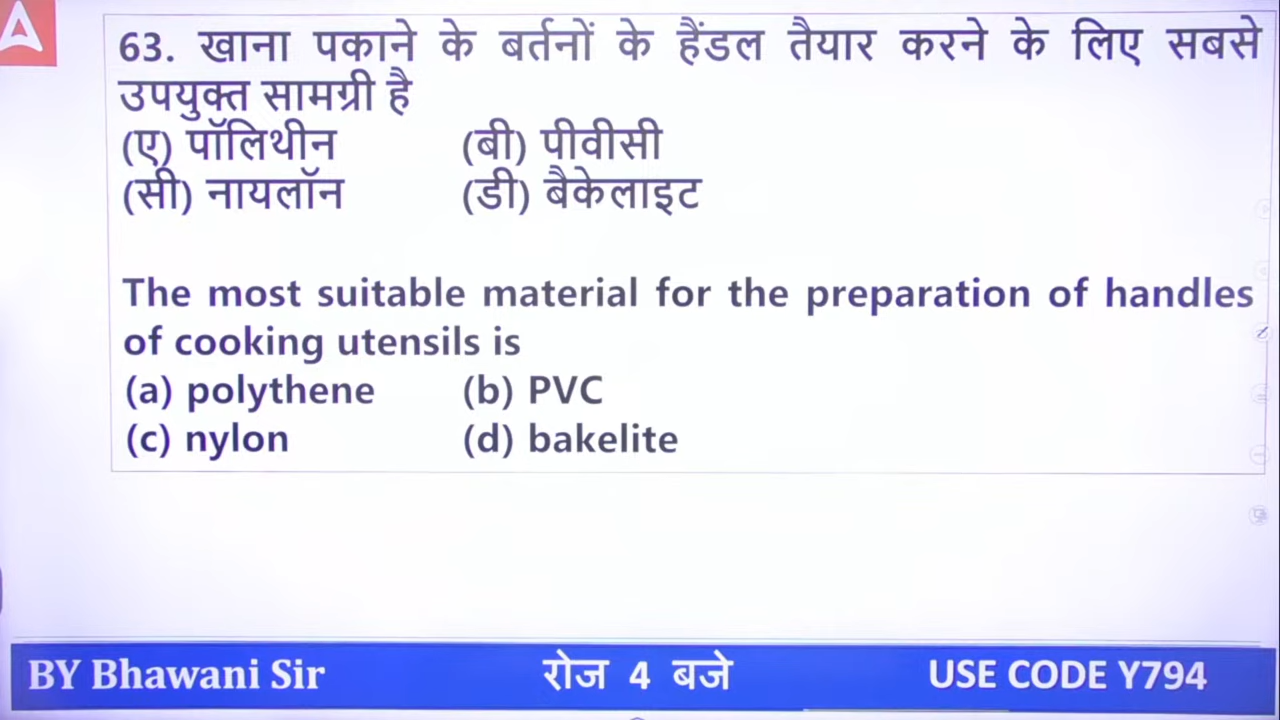 63. खाना पकाने के बर्तनों के हैंडल तैयार करने के लिए सबसे
उपयुक्त सामग्री है
(ए) पॉलिथीन (बी) पीवीसी
(सी) नायलॉन (डी) बैकेलाइट
The most suitable material for the preparation of handles
of cooking utensils is
(a) polythene (b) PVC
(c) nylon (d) bakelite
BY Bhawani Sir रोज 4 बजे USE CODE Y794